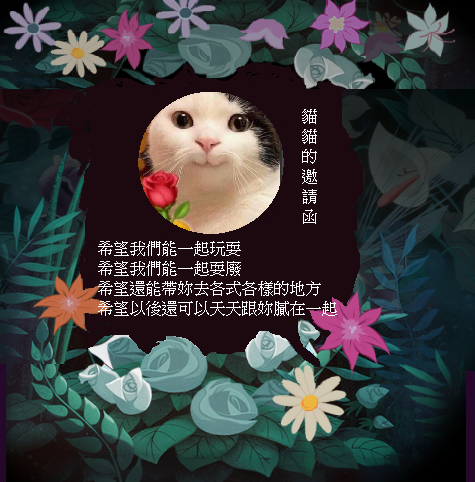 貓貓的邀請函
希望我們能一起玩耍
希望我們能一起耍廢
希望還能帶妳去各式各樣的地方
希望以後還可以天天跟妳膩在一起